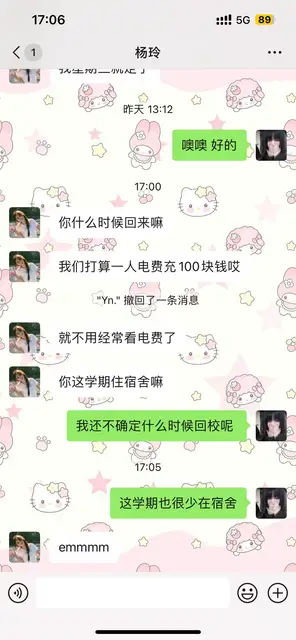 17:06
5G
89
1
杨玲
昨天 13:12
噢噢 好的
17:00
你什么时候回来嘛
我们打算一人电费充100块钱哎
"Yn." 撤回了一条消息
就不用经常看电费了
你这学期住宿舍嘛
我还不确定什么时候回校呢
17:05
这学期也很少在宿舍
emmmm